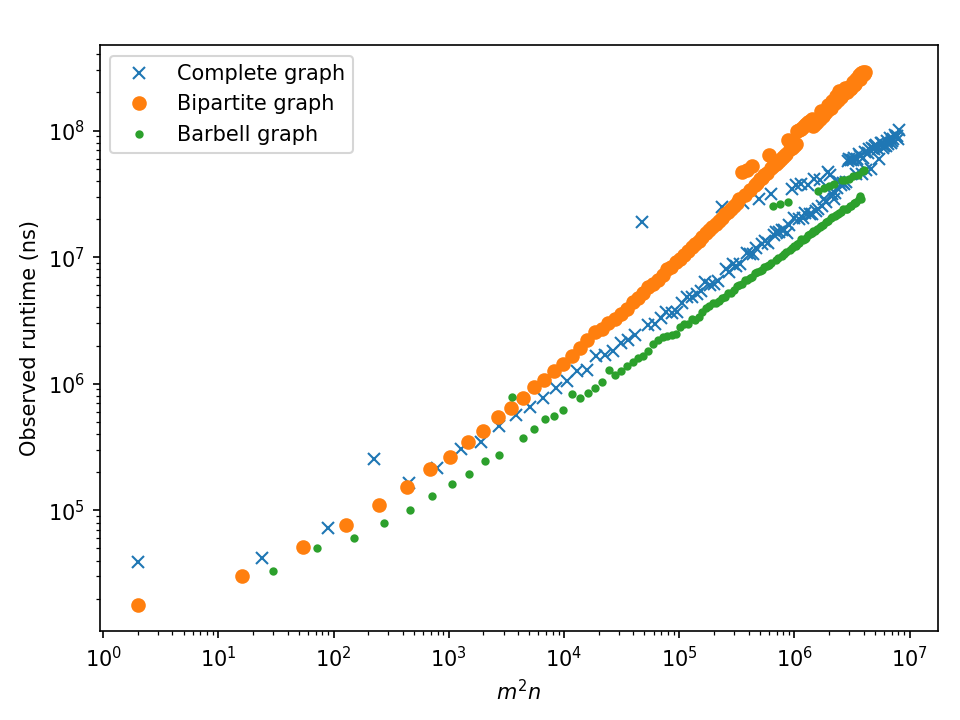 Complete graph
Bipartite graph
Barbell graph
Observed runtime (ns)
10⁸
10⁷
10⁶
10⁵
10⁰ 10¹ 10² 10³ 10⁴ 10⁵ 10⁶ 10⁷
m²n